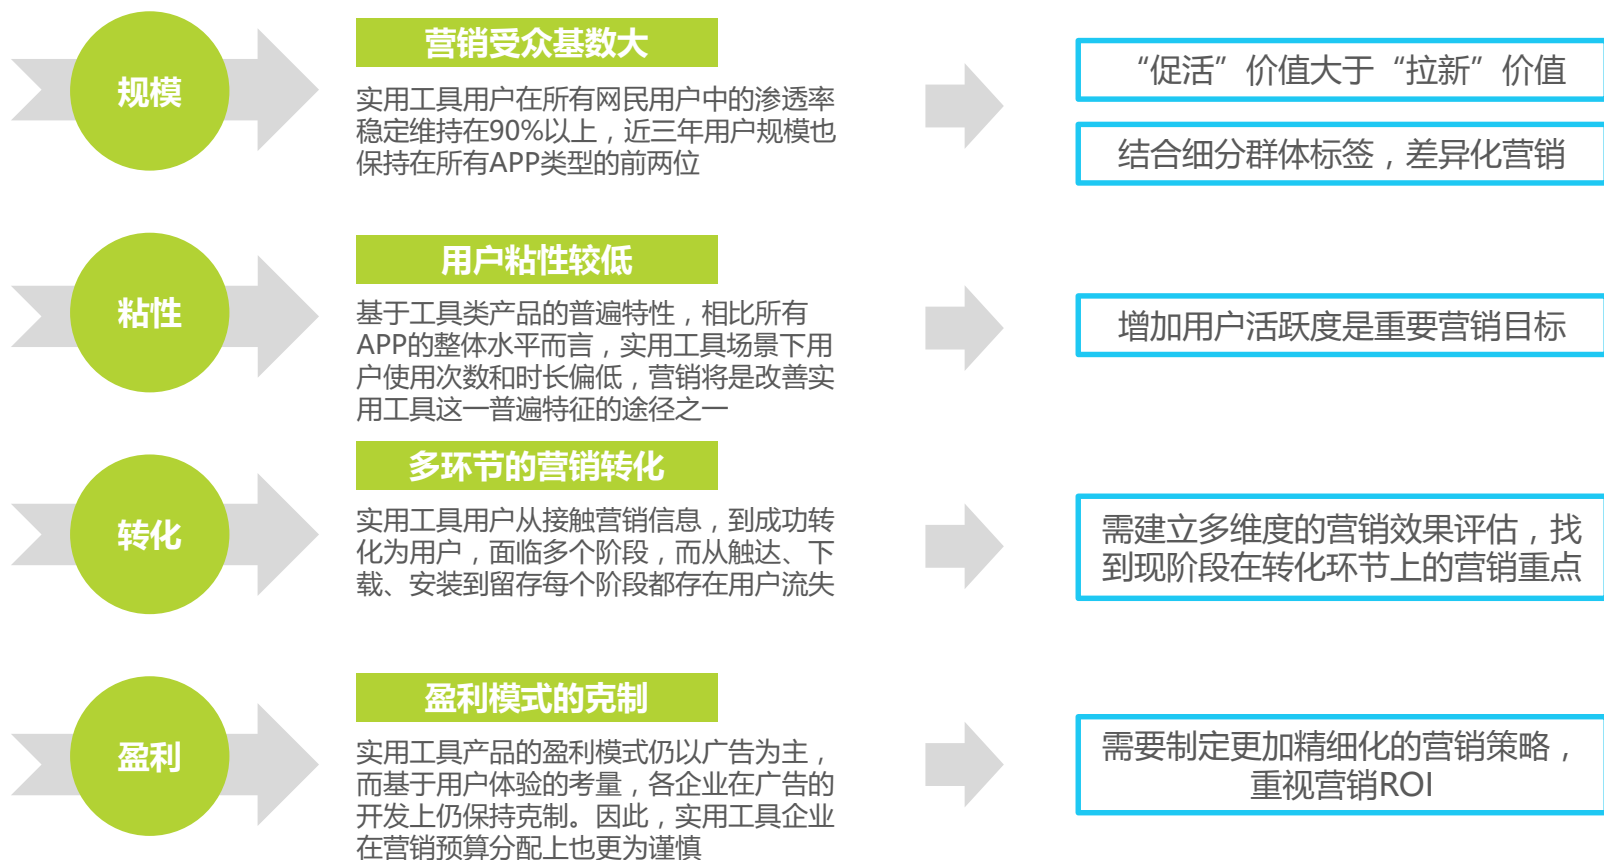 规模
营销受众基数大
实用工具用户在所有网民用户中的渗透率
稳定维持在90%以上，近三年用户规模也
保持在所有APP类型的前两位
“促活”价值大于“拉新”价值
结合细分群体标签，差异化营销
粘性
用户粘性较低
基于工具类产品的普遍特性，相比所有
APP的整体水平而言，实用工具场景下用
户使用次数和时长偏低，营销将是改善实
用工具这一普遍特征的途径之一
增加用户活跃度是重要营销目标
转化
多环节的营销转化
实用工具用户从接触营销信息，到成功转
化为用户，面临多个阶段，而从触达、下
载、安装到留存每个阶段都存在用户流失
需建立多维度的营销效果评估，找
到现阶段在转化环节上的营销重点
盈利
盈利模式的克制
实用工具产品的盈利模式仍以广告为主，
而基于用户体验的考量，各企业在广告的
开发上仍保持克制。因此，实用工具企业
在营销预算分配上也更为谨慎
需要制定更加精细化的营销策略，
重视营销ROI